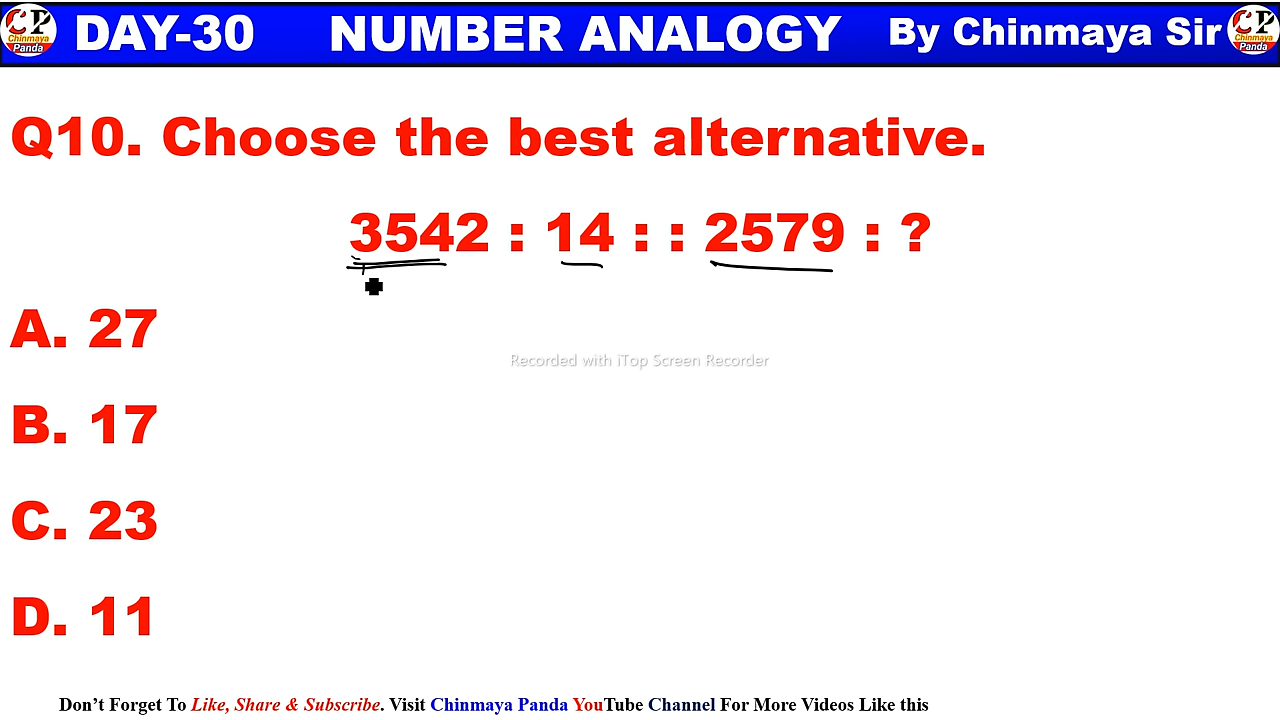 CP Chinmaya Panda DAY-30 NUMBER ANALOGY By Chinmaya Sir CP Chinmaya Panda
Q10. Choose the best alternative.
3542 : 14 : : 2579 : ?
A. 27
Recorded with iTop Screen Recorder
B. 17
C. 23
D. 11
Don’t Forget To Like, Share & Subscribe. Visit Chinmaya Panda YouTube Channel For More Videos Like this